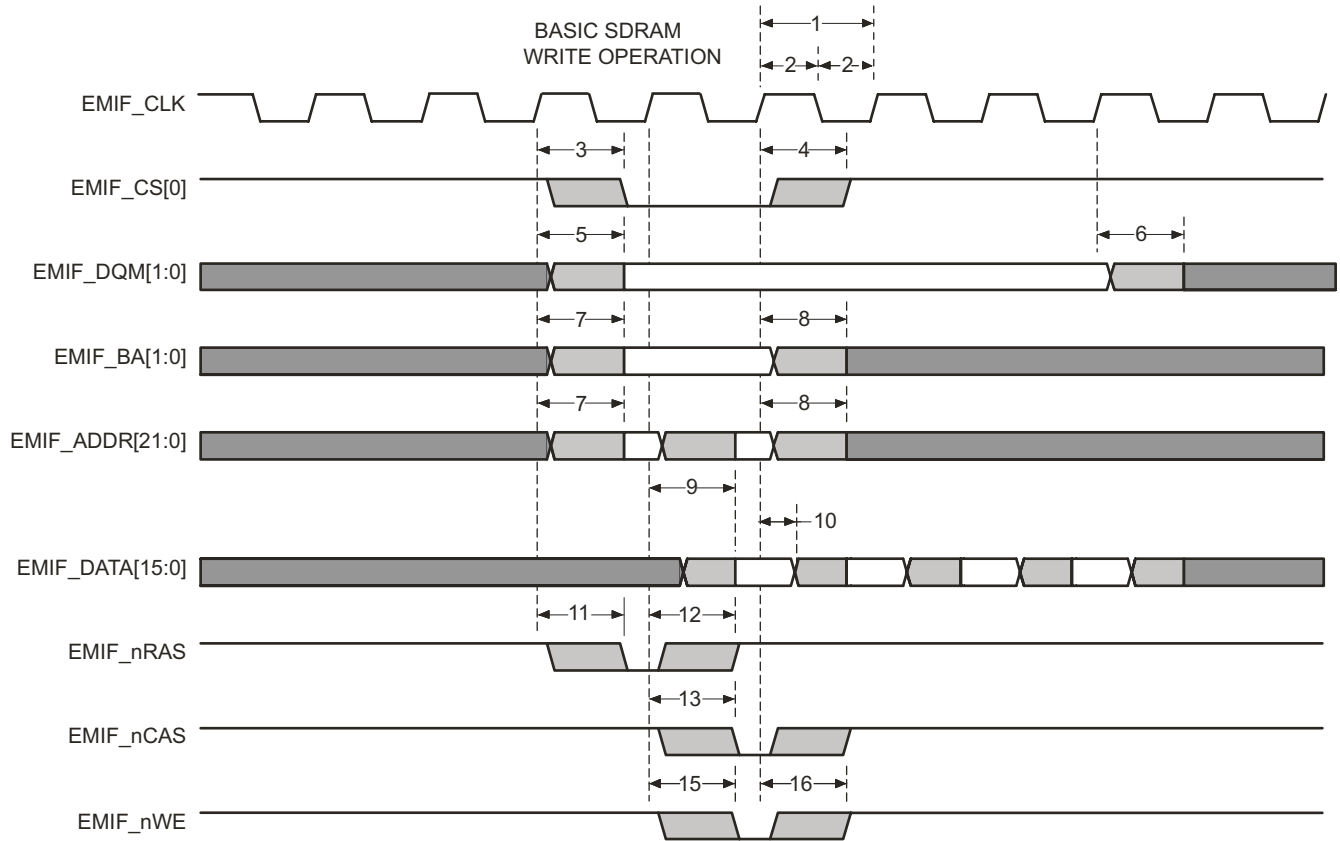 BASIC SDRAM
WRITE OPERATION
1
2 2
EMIF_CLK
3 4
EMIF_CS[0]
5 6
EMIF_DQM[1:0]
7 8
EMIF_BA[1:0]
7 8
EMIF_ADDR[21:0]
9
10
EMIF_DATA[15:0]
11 12
EMIF_nRAS
13
EMIF_nCAS
15 16
EMIF_nWE